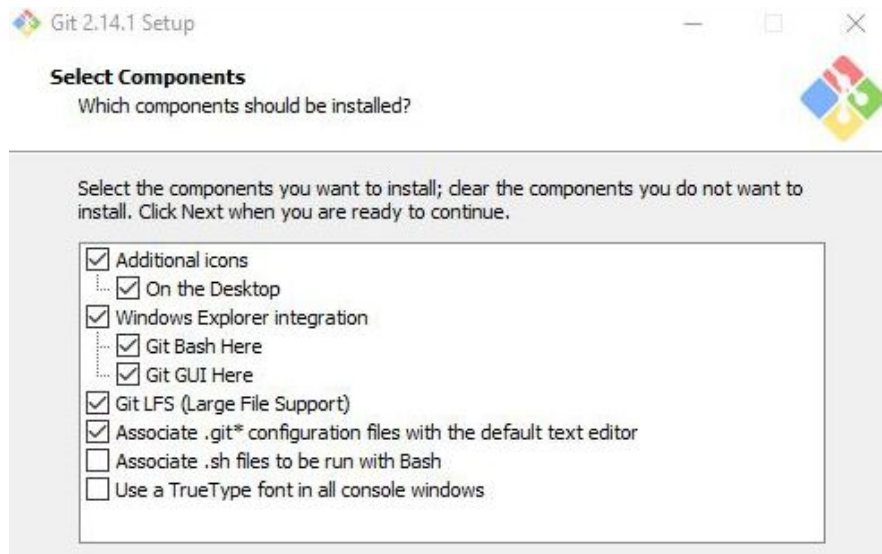 Git 2.14.1 Setup
Select Components
Which components should be installed?
Select the components you want to install; clear the components you do not want to
install. Click Next when you are ready to continue.
Additional icons
On the Desktop
Windows Explorer integration
Git Bash Here
Git GUI Here
Git LFS (Large File Support)
Associate .git* configuration files with the default text editor
Associate .sh files to be run with Bash
Use a TrueType font in all console windows